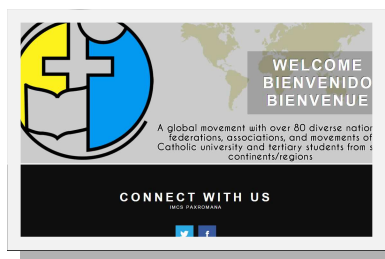 WELCOME
BIENVENIDO
BIENVENUE
A global movement with over 80 diverse
federations, associations, and movements of
Catholic university and tertiary students from
continents/regions
CONNECT WITH US
IMCS PAXROMANA
f